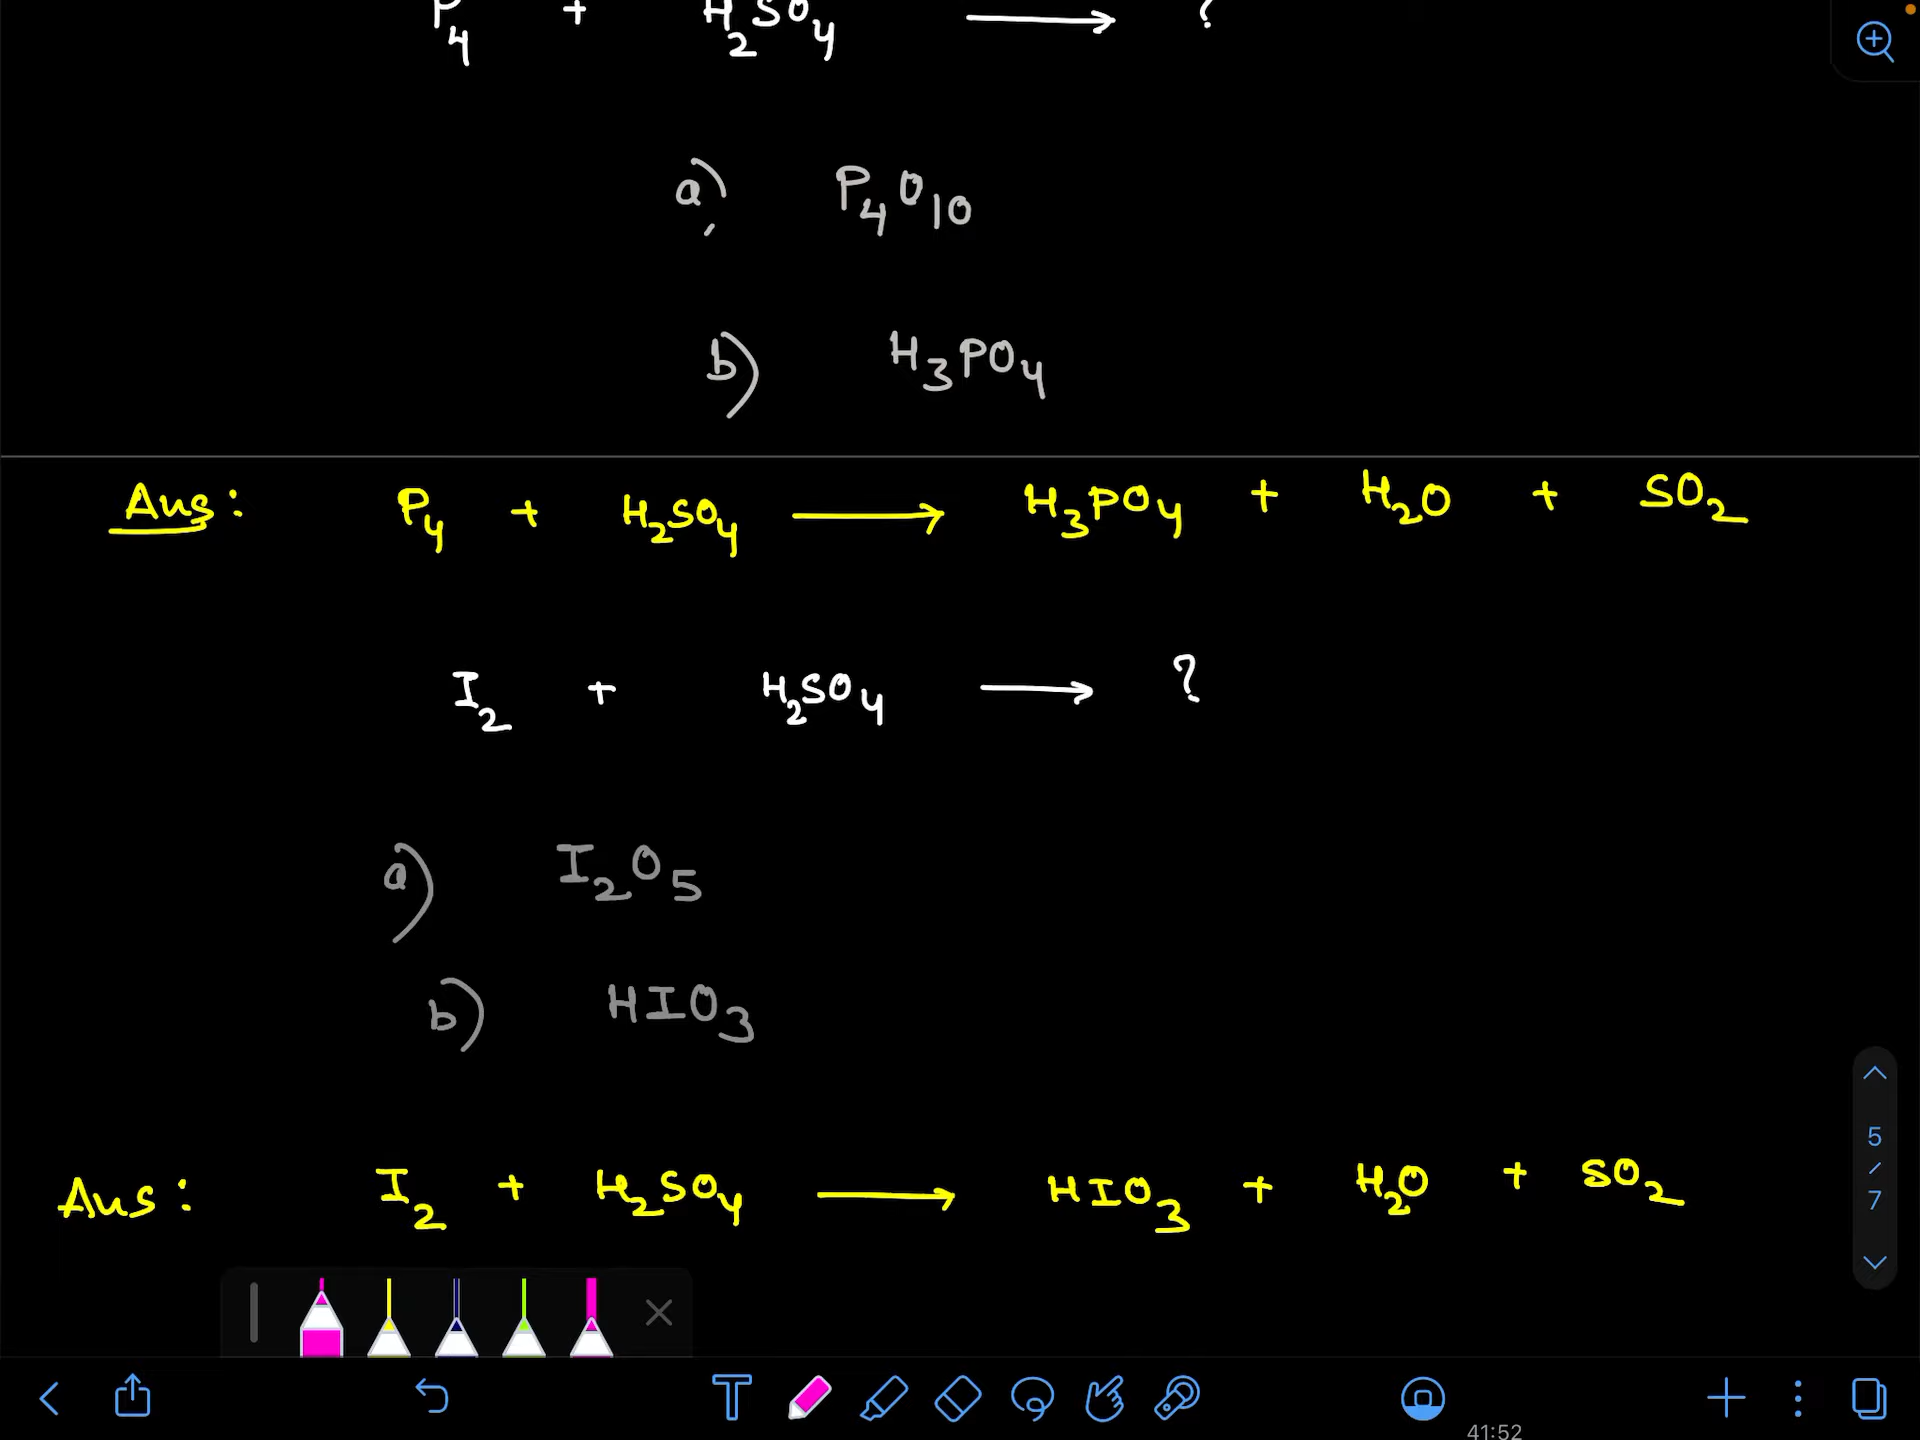 P4 + H2SO4 ⟶ ?
a) P4O10
b) H3PO4
Ans: P4 + H2SO4 ⟶ H3PO4 + H2O + SO2
I2 + H2SO4 ⟶ ?
a) I2O5
b) HIO3
Ans: I2 + H2SO4 ⟶ HIO3 + H2O + SO2
5
/
7
T
41:52